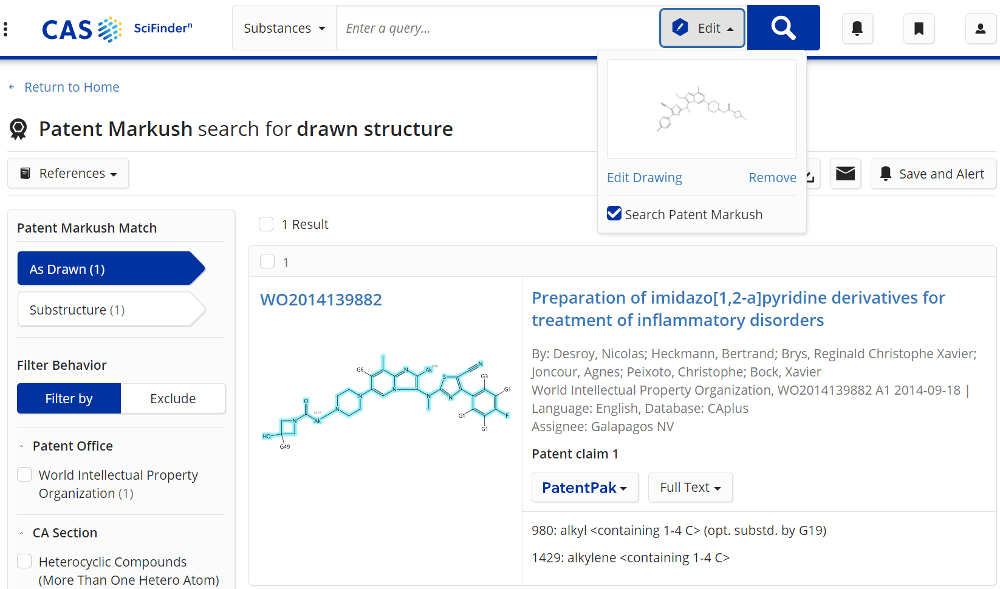 CAS SciFinderⁿ
Substances
Enter a query...
Edit
Return to Home
Patent Markush search for drawn structure
Edit Drawing
Remove
Search Patent Markush
References
Save and Alert
Patent Markush Match
As Drawn (1)
Substructure (1)
Filter Behavior
Filter by
Exclude
Patent Office
World Intellectual Property
Organization (1)
CA Section
Heterocyclic Compounds
(More Than One Hetero Atom)
1 Result
1
WO2014139882
G6
N
Ak
980
S
N
G3
G1
N
N
N
N
G1
F
G1
O
1429
N
Ak
N
HO
G49
Preparation of imidazo[1,2-a]pyridine derivatives for
treatment of inflammatory disorders
By: Desroy, Nicolas; Heckmann, Bertrand; Brys, Reginald Christophe Xavier;
Joncour, Agnes; Peixoto, Christophe; Bock, Xavier
World Intellectual Property Organization, WO2014139882 A1 2014-09-18 |
Language: English, Database: CAplus
Assignee: Galapagos NV
Patent claim 1
PatentPak
Full Text
980: alkyl <containing 1-4 C> (opt. substd. by G19)
1429: alkylene <containing 1-4 C>